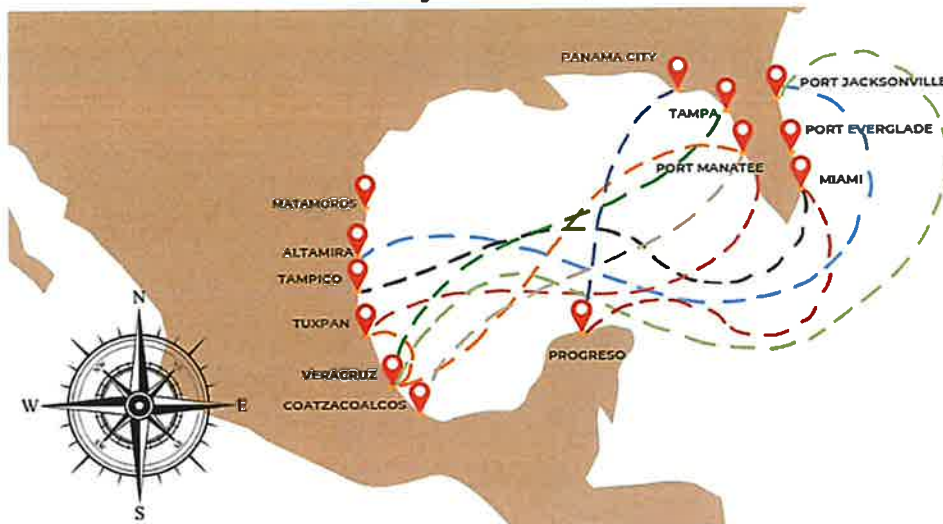 PANAMA CITY
PORT JACKSONVILLE
TAMPA
PORT EVERGLADE
PORT MANATEE
MIAMI
MATAMOROS
ALTAMIRA
TAMPICO
TUXPAN
PROGRESO
VERACRUZ
COATZACOALCOS
N
W
E
S